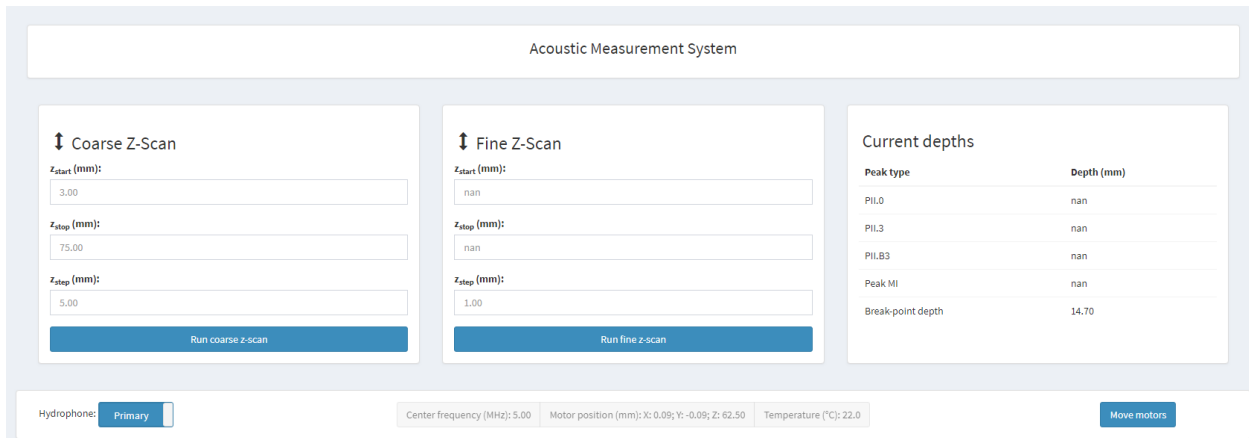 Acoustic Measurement System
Coarse Z-Scan
zstart (mm):
3.00
zstop (mm):
75.00
zstep (mm):
5.00
Run coarse z-scan
Fine Z-Scan
zstart (mm):
nan
zstop (mm):
nan
zstep (mm):
1.00
Run fine z-scan
Current depths
Peak type Depth (mm)
PII.0 nan
PII.3 nan
PII.B3 nan
Peak MI nan
Break-point depth 14.70
Hydrophone: Primary Center frequency (MHz): 5.00 Motor position (mm): X: 0.09; Y: -0.09; Z: 62.50 Temperature (°C): 22.0 Move motors